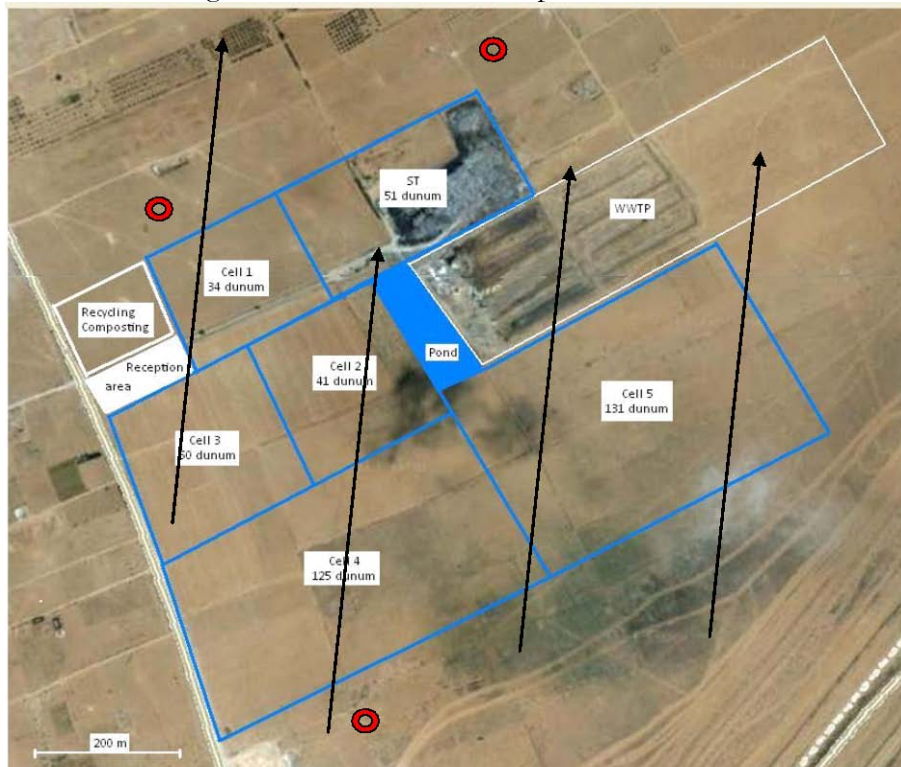 ST
51 dunum
WWTP
Cell 1
34 dunum
Recycling
Composting
Reception
area
Pond
Cell 2
41 dunum
Cell 5
131 dunum
Cell 3
50 dunum
Cell 4
125 dunum
200 m